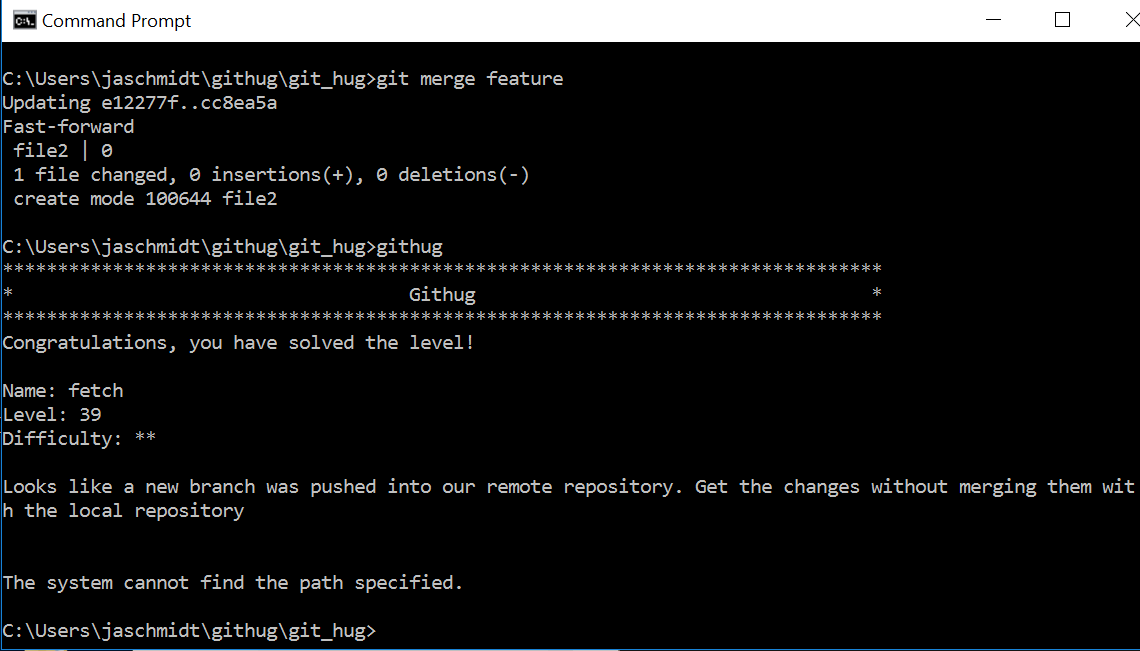 Command Prompt
C:\Users\jaschmidt\githug\git_hug>git merge feature
Updating e12277f..cc8ea5a
Fast-forward
 file2 | 0
 1 file changed, 0 insertions(+), 0 deletions(-)
 create mode 100644 file2
C:\Users\jaschmidt\githug\git_hug>githug
********************************************************************************
*                                    Githug                                    *
********************************************************************************
Congratulations, you have solved the level!
Name: fetch
Level: 39
Difficulty: **
Looks like a new branch was pushed into our remote repository. Get the changes without merging them wit
h the local repository
The system cannot find the path specified.
C:\Users\jaschmidt\githug\git_hug>